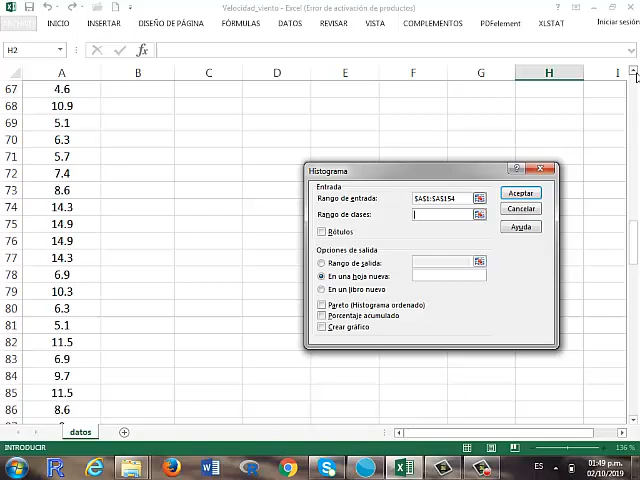 Velocidad_viento - Excel (Error de activación de productos)
ARCHIVO INICIO INSERTAR DISEÑO DE PÁGINA FÓRMULAS DATOS REVISAR VISTA COMPLEMENTOS PDFelement XLSTAT Iniciar sesión
H2 fx
A B C D E F G H I
67 4.6
68 10.9
69 5.1
70 6.3
71 5.7
72 7.4
73 8.6
74 14.3
75 14.9
76 14.9
77 14.3
78 6.9
79 10.3
80 6.3
81 5.1
82 11.5
83 6.9
84 9.7
85 11.5
86 8.6
Histograma
Entrada
Rango de entrada: $A$1:$A$154 Aceptar
Rango de clases: Cancelar
Rótulos Ayuda
Opciones de salida
Rango de salida:
En una hoja nueva:
En un libro nuevo
Pareto (Histograma ordenado)
Porcentaje acumulado
Crear gráfico
datos
INTRODUCIR 136 %
ES 01:49 p.m.
02/10/2019